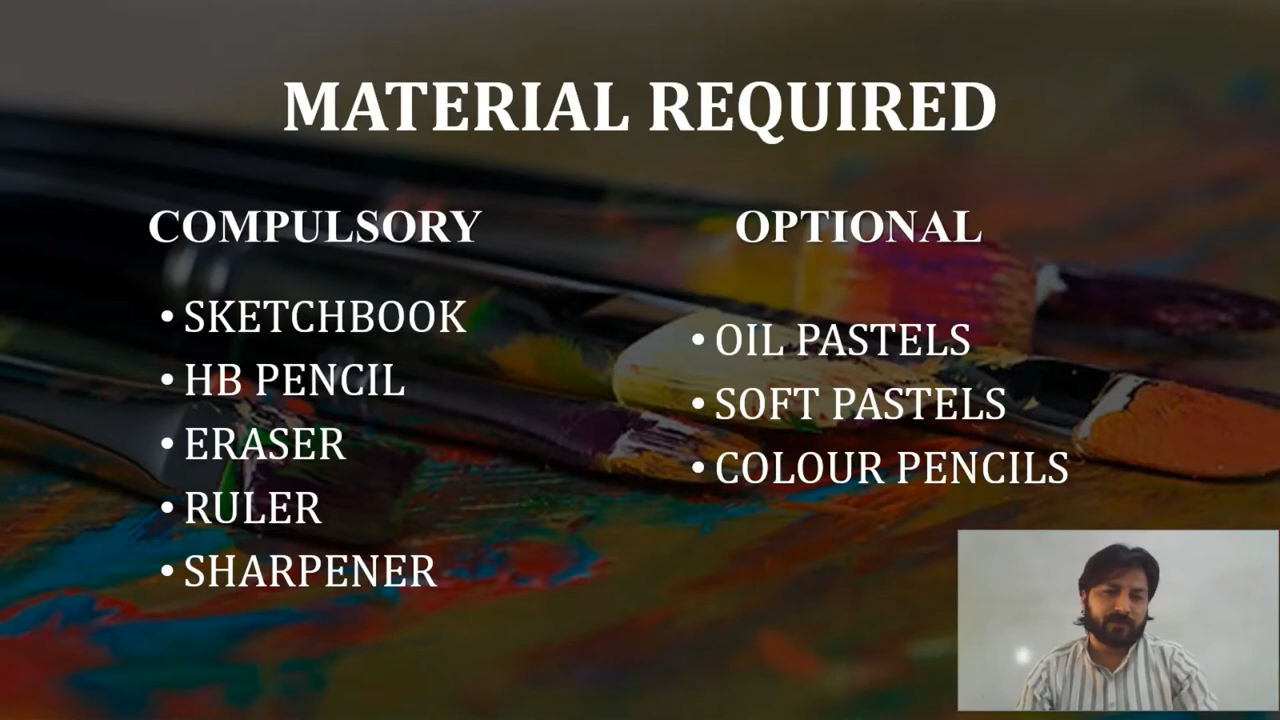 MATERIAL REQUIRED
COMPULSORY
• SKETCHBOOK
• HB PENCIL
• ERASER
• RULER
• SHARPENER
OPTIONAL
• OIL PASTELS
• SOFT PASTELS
• COLOUR PENCILS